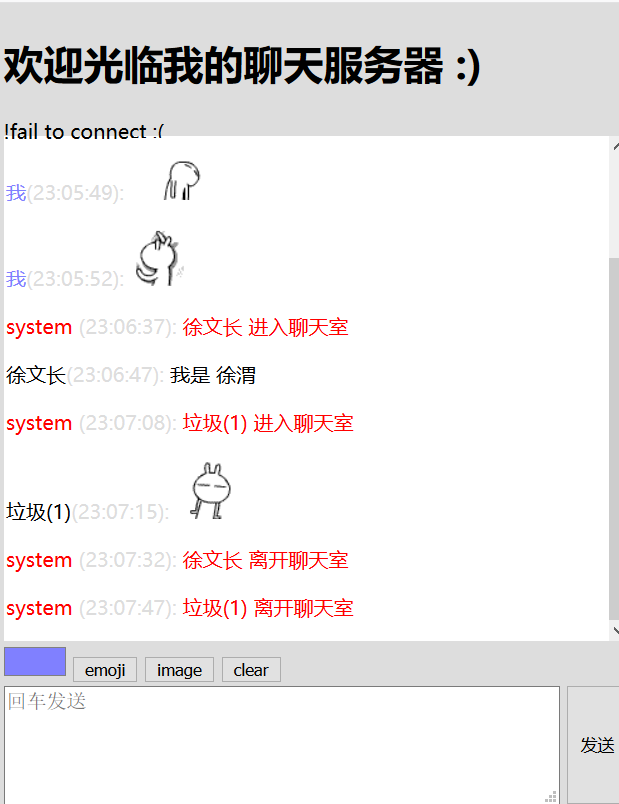 欢迎光临我的聊天服务器 :)
!fail to connect :(
我(23:05:49):
我(23:05:52):
system (23:06:37): 徐文长 进入聊天室
徐文长(23:06:47): 我是 徐渭
system (23:07:08): 垃圾(1) 进入聊天室
垃圾(1)(23:07:15):
system (23:07:32): 徐文长 离开聊天室
system (23:07:47): 垃圾(1) 离开聊天室
emoji image clear
回车发送
发送